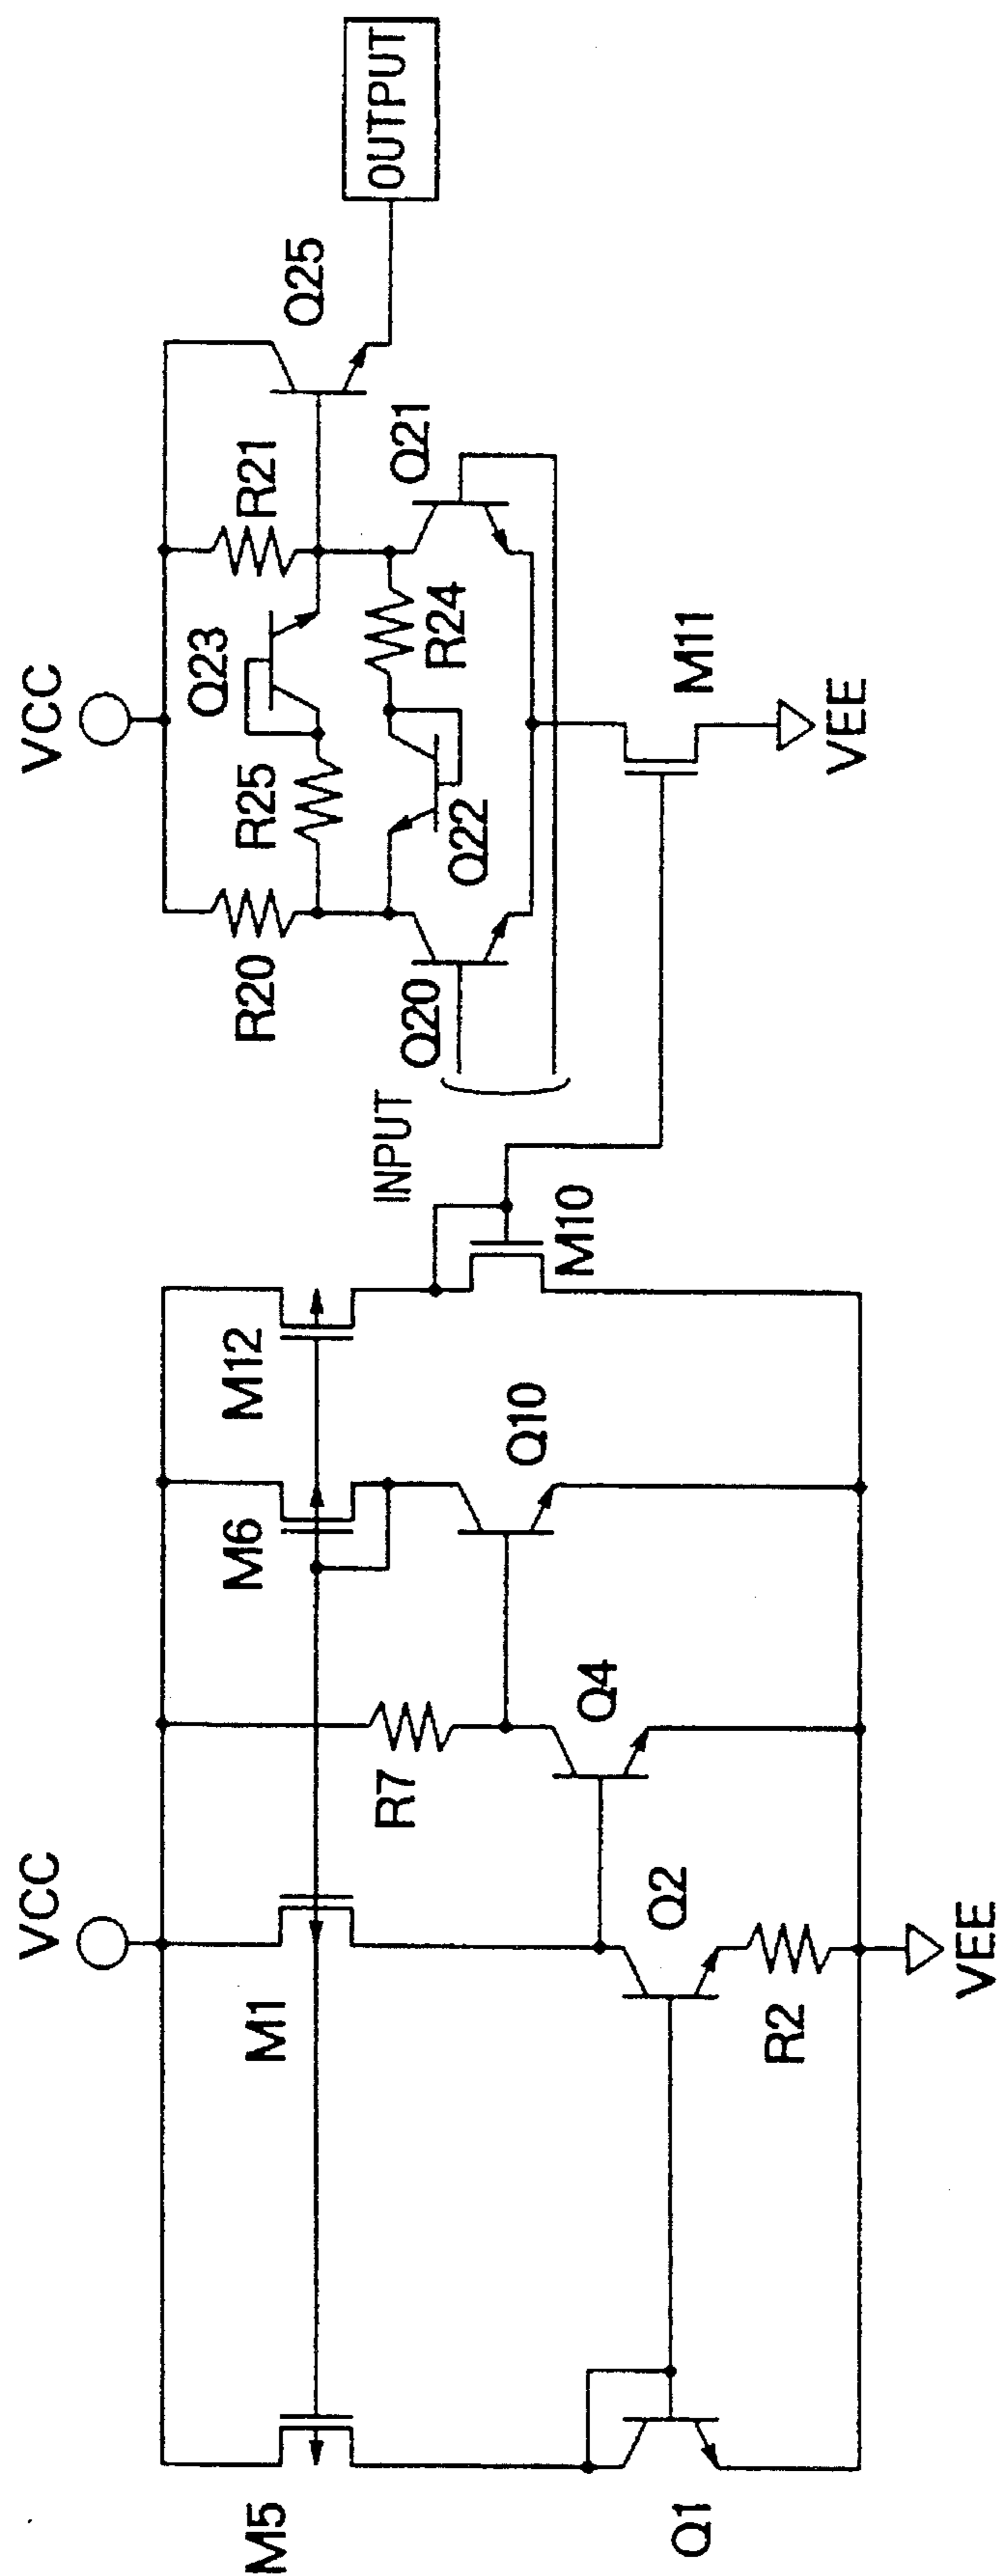 VCC
VCC
M5
M1
M6
M12
R20
R25
Q23
R21
Q25
OUTPUT
R7
INPUT
Q20
Q22
R24
Q21
Q10
Q4
M10
Q1
Q2
R2
M11
VEE
VEE